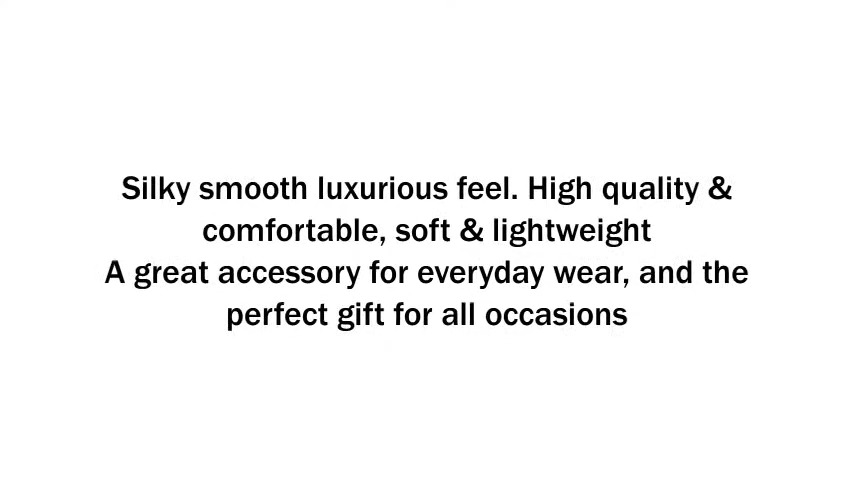 Silky smooth luxurious feel. High quality &
comfortable, soft & lightweight
A great accessory for everyday wear, and the
perfect gift for all occasions